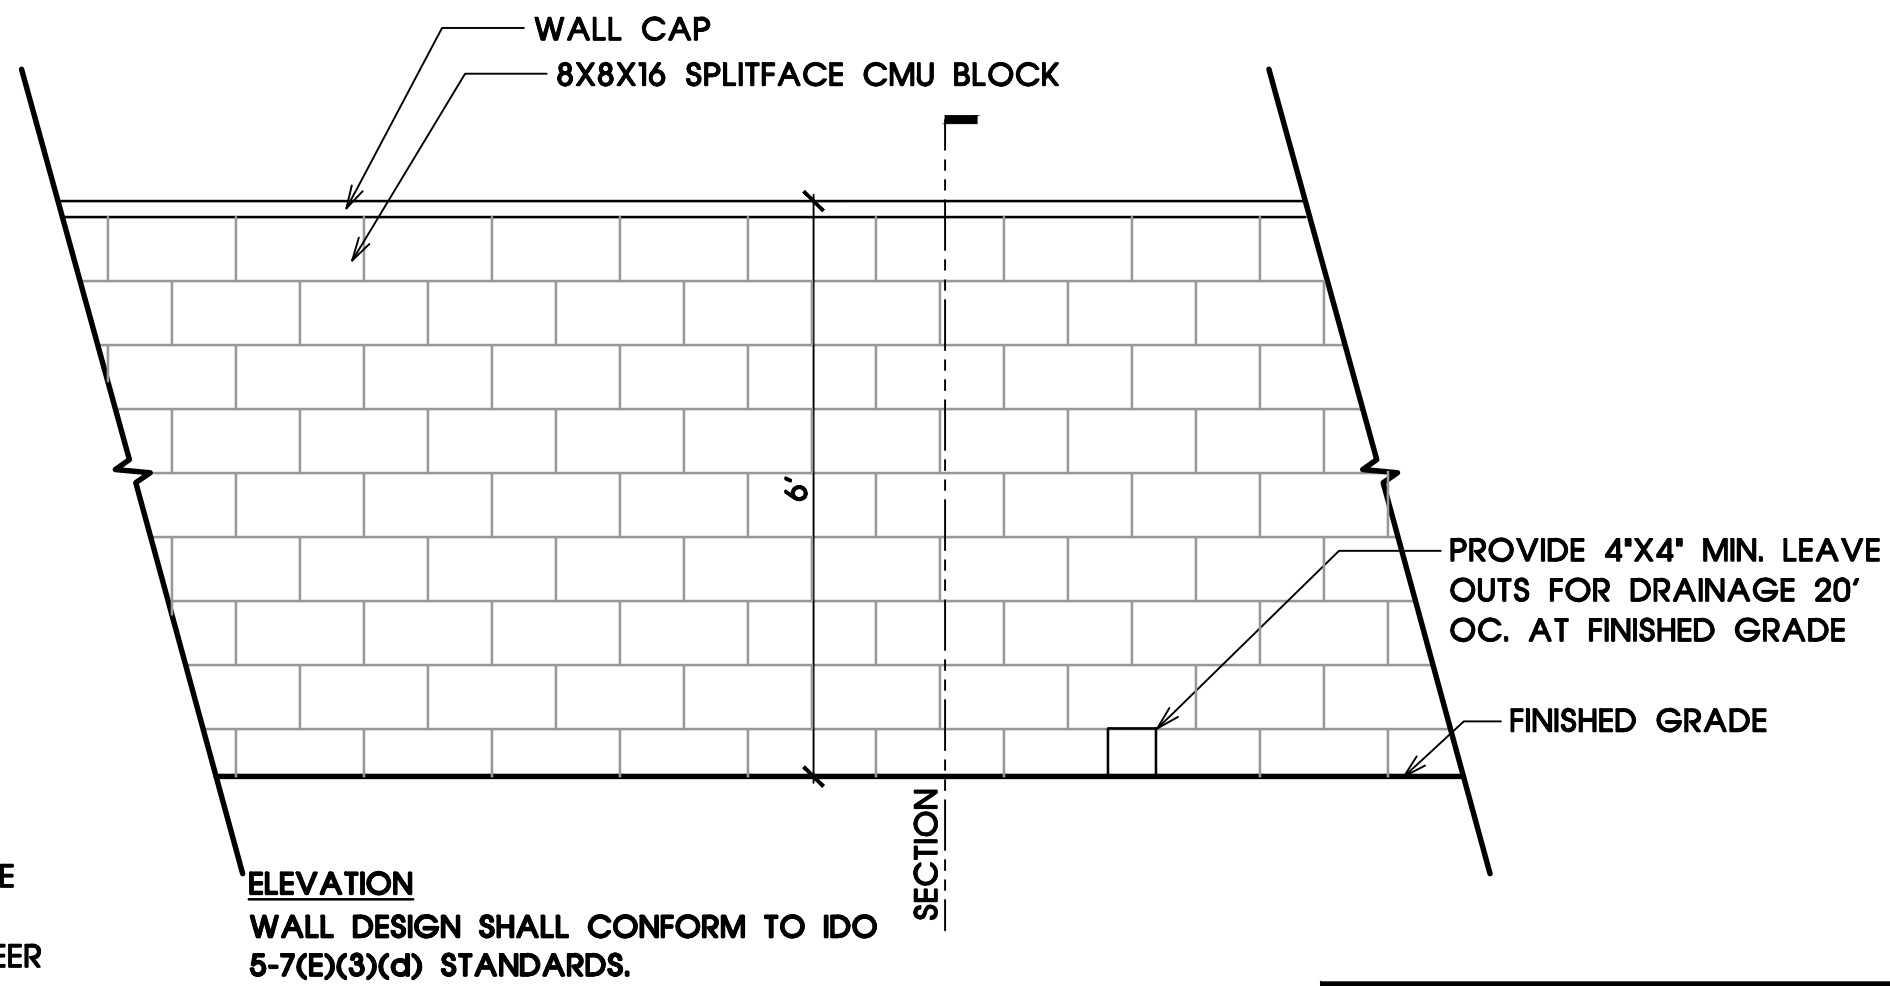 WALL CAP
8X8X16 SPLITFACE CMU BLOCK
6'
PROVIDE 4"X4" MIN. LEAVE
OUTS FOR DRAINAGE 20'
OC. AT FINISHED GRADE
FINISHED GRADE
SECTION
ELEVATION
WALL DESIGN SHALL CONFORM TO IDO
5-7(E)(3)(d) STANDARDS.